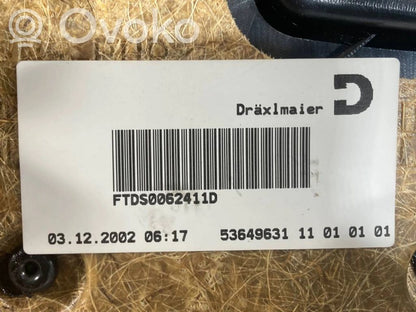 Ovoko
Dräxlmaier
FTDS0062411D
03.12.2002 06:17 53649631 11 01 01 01